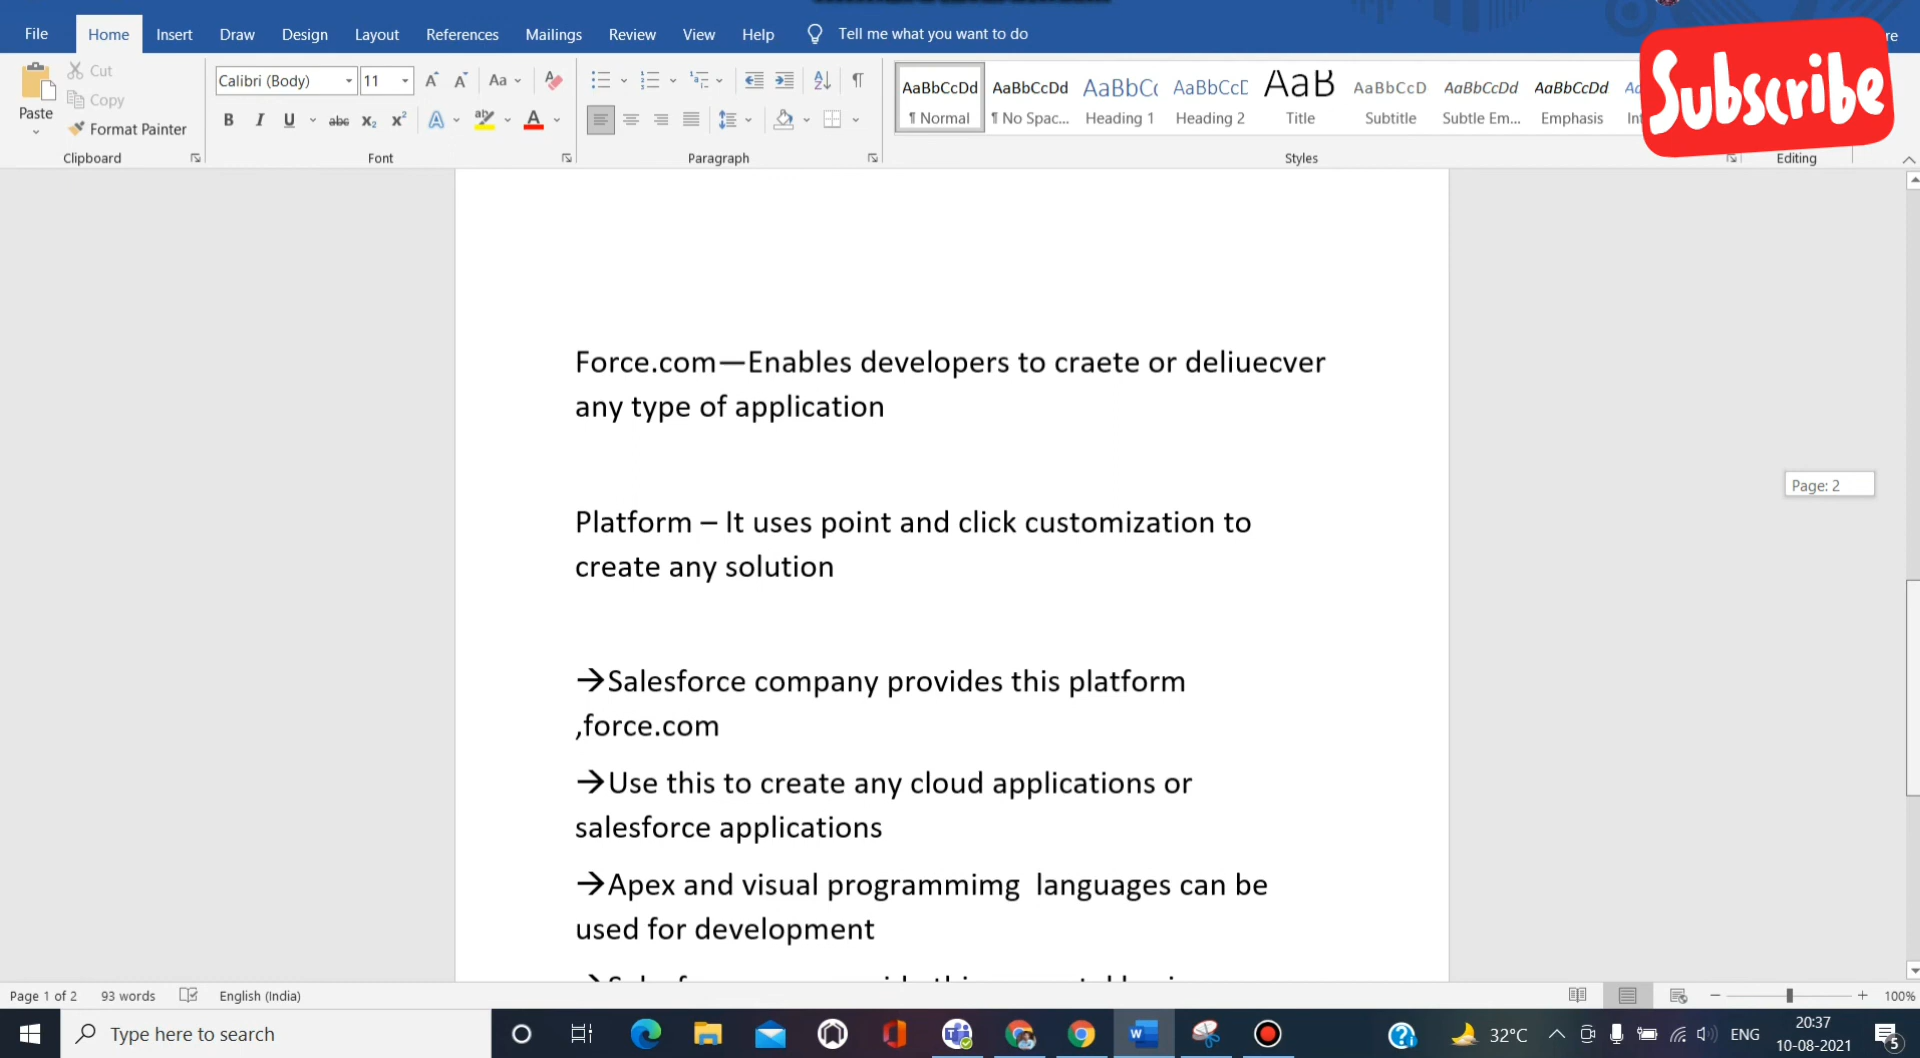 File Home Insert Draw Design Layout References Mailings Review View Help Tell me what you want to do
Subscribe
Paste
Cut
Copy
Format Painter
Clipboard
Calibri (Body) 11
Font
Paragraph
AaBbCcDd AaBbCcDd AaBbC AaBbCcD AaB AaBbCcD AaBbCcDd AaBbCcDd
¶ Normal ¶ No Spac... Heading 1 Heading 2 Title Subtitle Subtle Em... Emphasis
Styles
Editing
Force.com—Enables developers to craete or deliuecver
any type of application
Page: 2
Platform – It uses point and click customization to
create any solution
→Salesforce company provides this platform
,force.com
→Use this to create any cloud applications or
salesforce applications
→Apex and visual programmimg languages can be
used for development
Page 1 of 2 93 words English (India) 100%
Type here to search
32°C ENG 20:37
10-08-2021
5